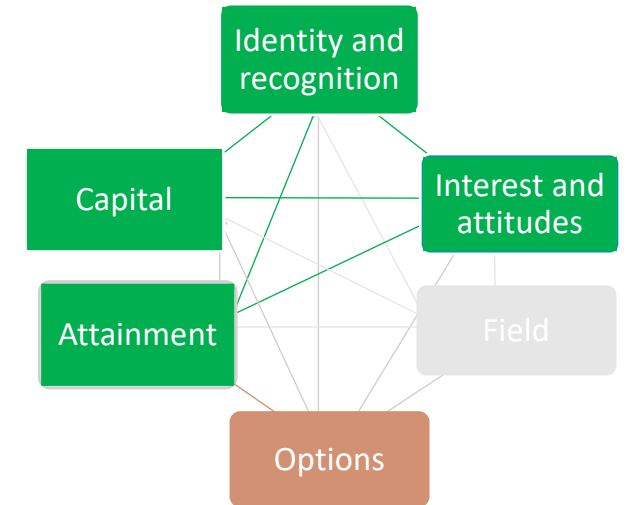 Identity and
recognition
Capital
Interest and
attitudes
Attainment
Field
Options